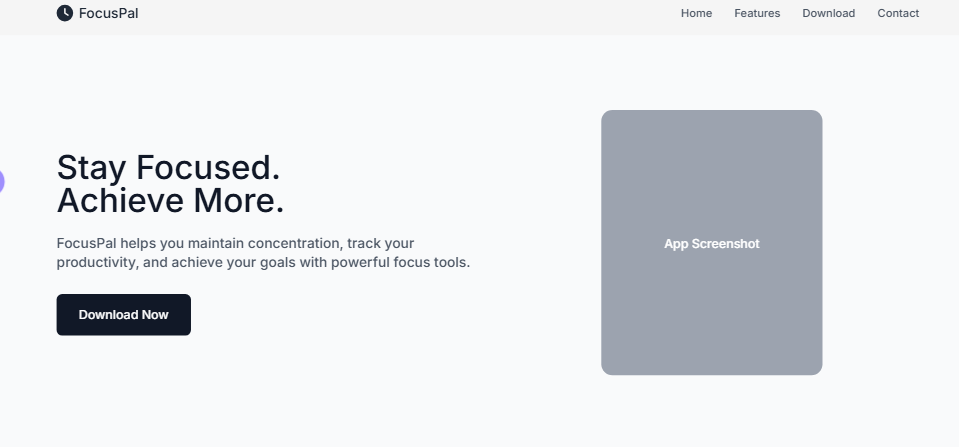 FocusPal
Home Features Download Contact
Stay Focused.
Achieve More.
FocusPal helps you maintain concentration, track your
productivity, and achieve your goals with powerful focus tools.
Download Now
App Screenshot